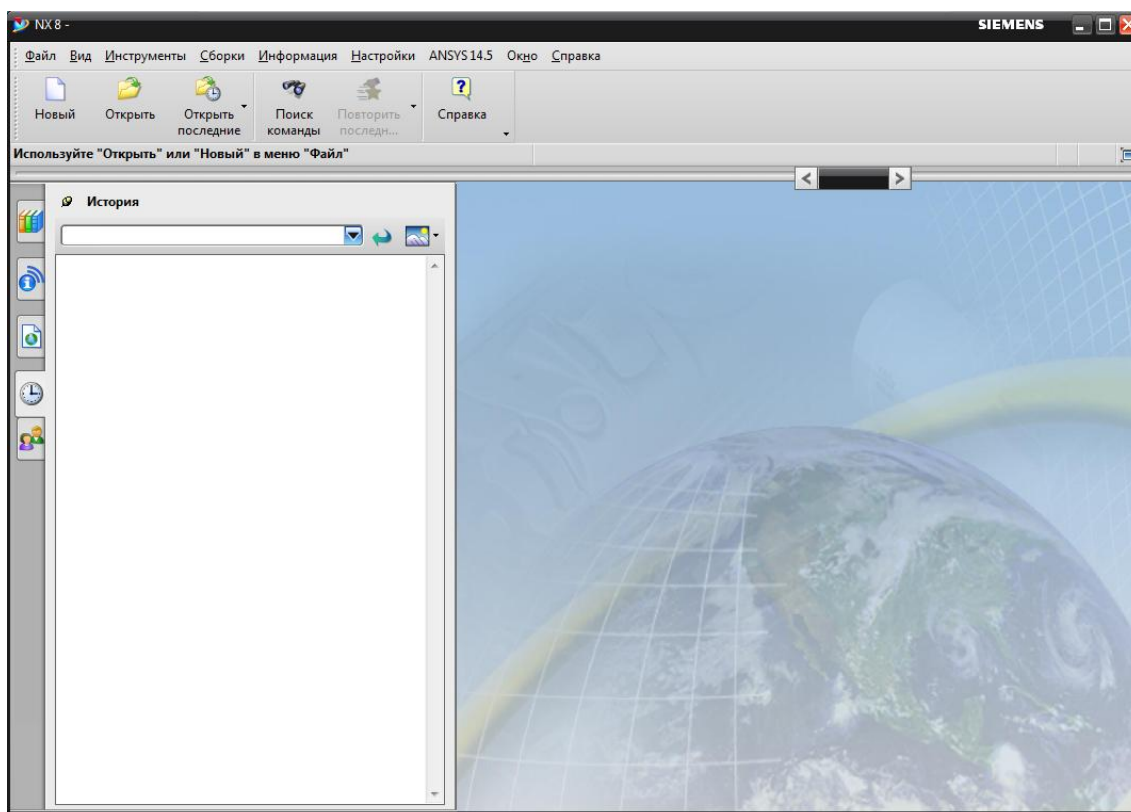 NX 8 -
SIEMENS
Файл Вид Инструменты Сборки Информация Настройки ANSYS 14.5 Окно Справка
Новый Открыть Открыть последние Поиск команды Повторить последн... Справка
Используйте "Открыть" или "Новый" в меню "Файл"
История